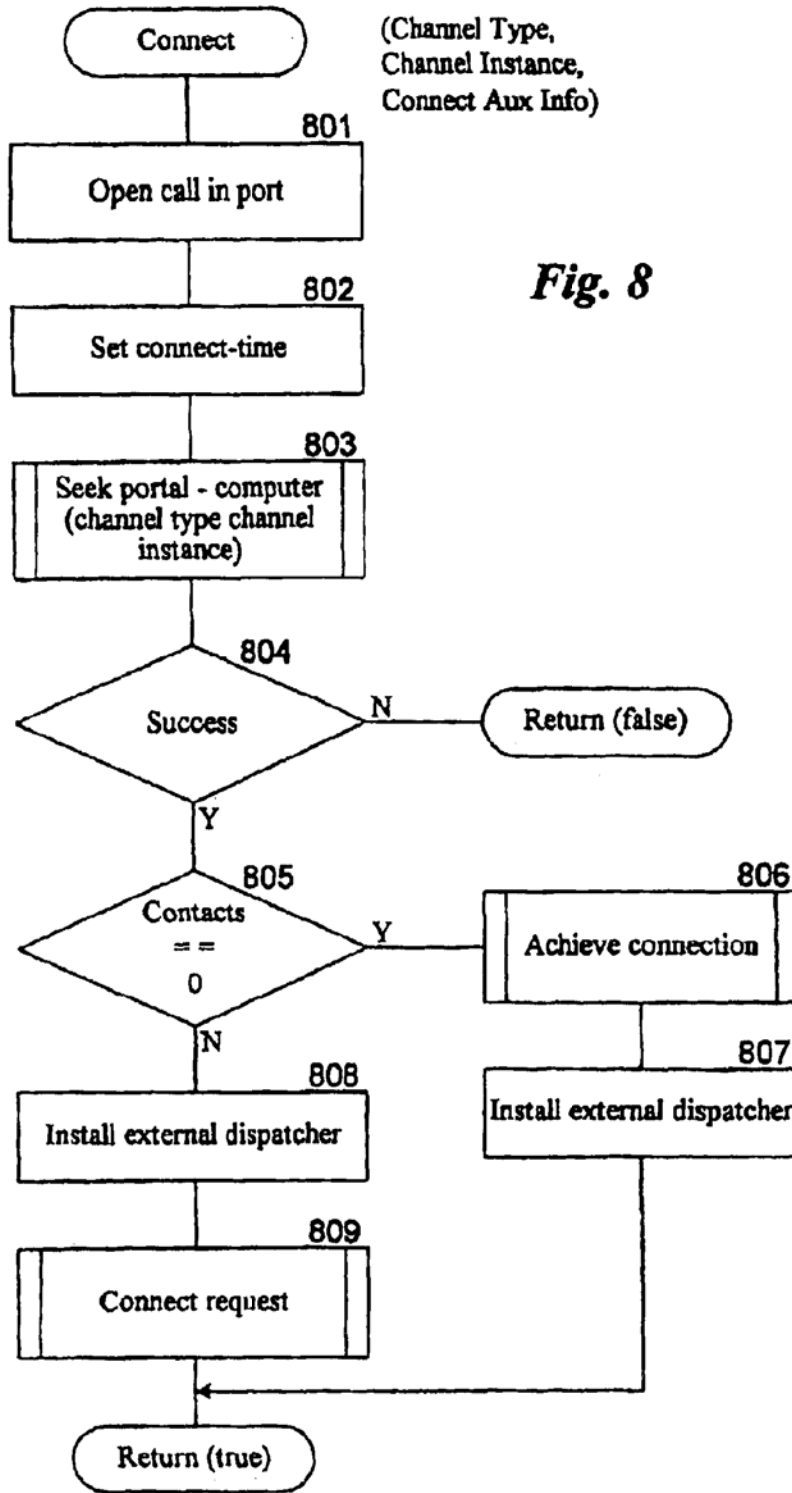 Connect
(Channel Type,
Channel Instance,
Connect Aux Info)
801
Open call in port
Fig. 8
802
Set connect-time
803
Seek portal - computer
(channel type channel
instance)
804
Success
N
Return (false)
Y
805
Contacts
= =
0
Y
806
Achieve connection
N
807
Install external dispatcher
808
Install external dispatcher
809
Connect request
Return (true)